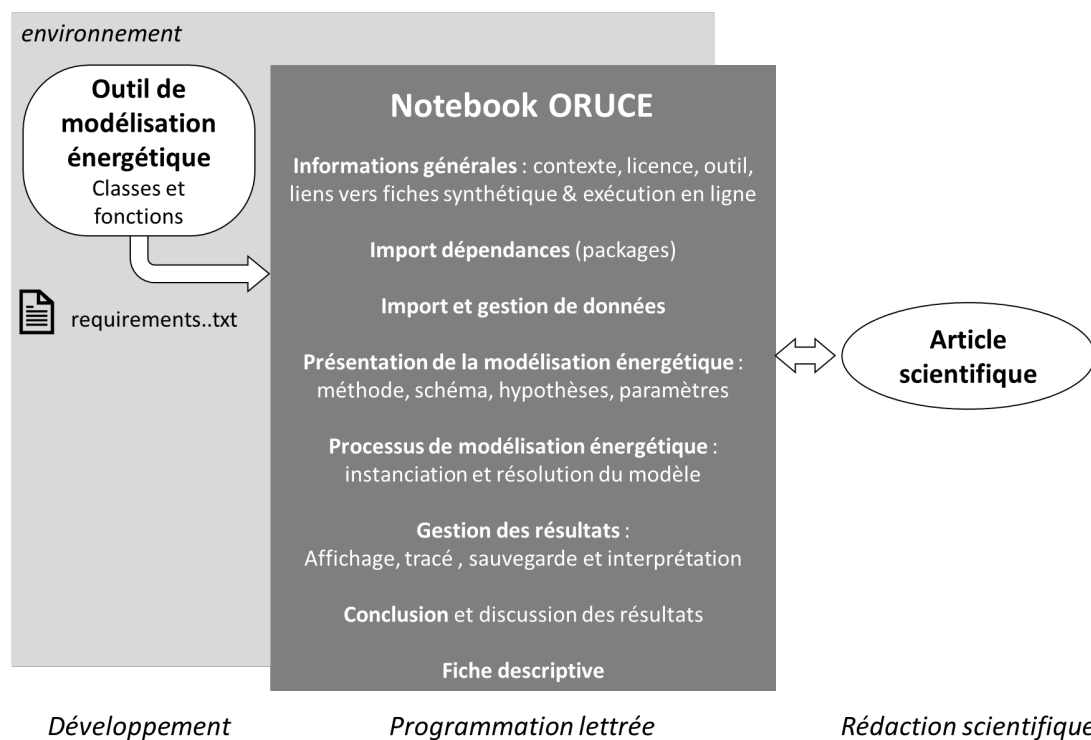 environnement
Outil de
modélisation
énergétique
Classes et
fonctions
requirements..txt
Notebook ORUCE
Informations générales : contexte, licence, outil,
liens vers fiches synthétique & exécution en ligne
Import dépendances (packages)
Import et gestion de données
Présentation de la modélisation énergétique :
méthode, schéma, hypothèses, paramètres
Processus de modélisation énergétique :
instanciation et résolution du modèle
Gestion des résultats :
Affichage, tracé , sauvegarde et interprétation
Conclusion et discussion des résultats
Fiche descriptive
Article
scientifique
Développement
Programmation lettrée
Rédaction scientifique